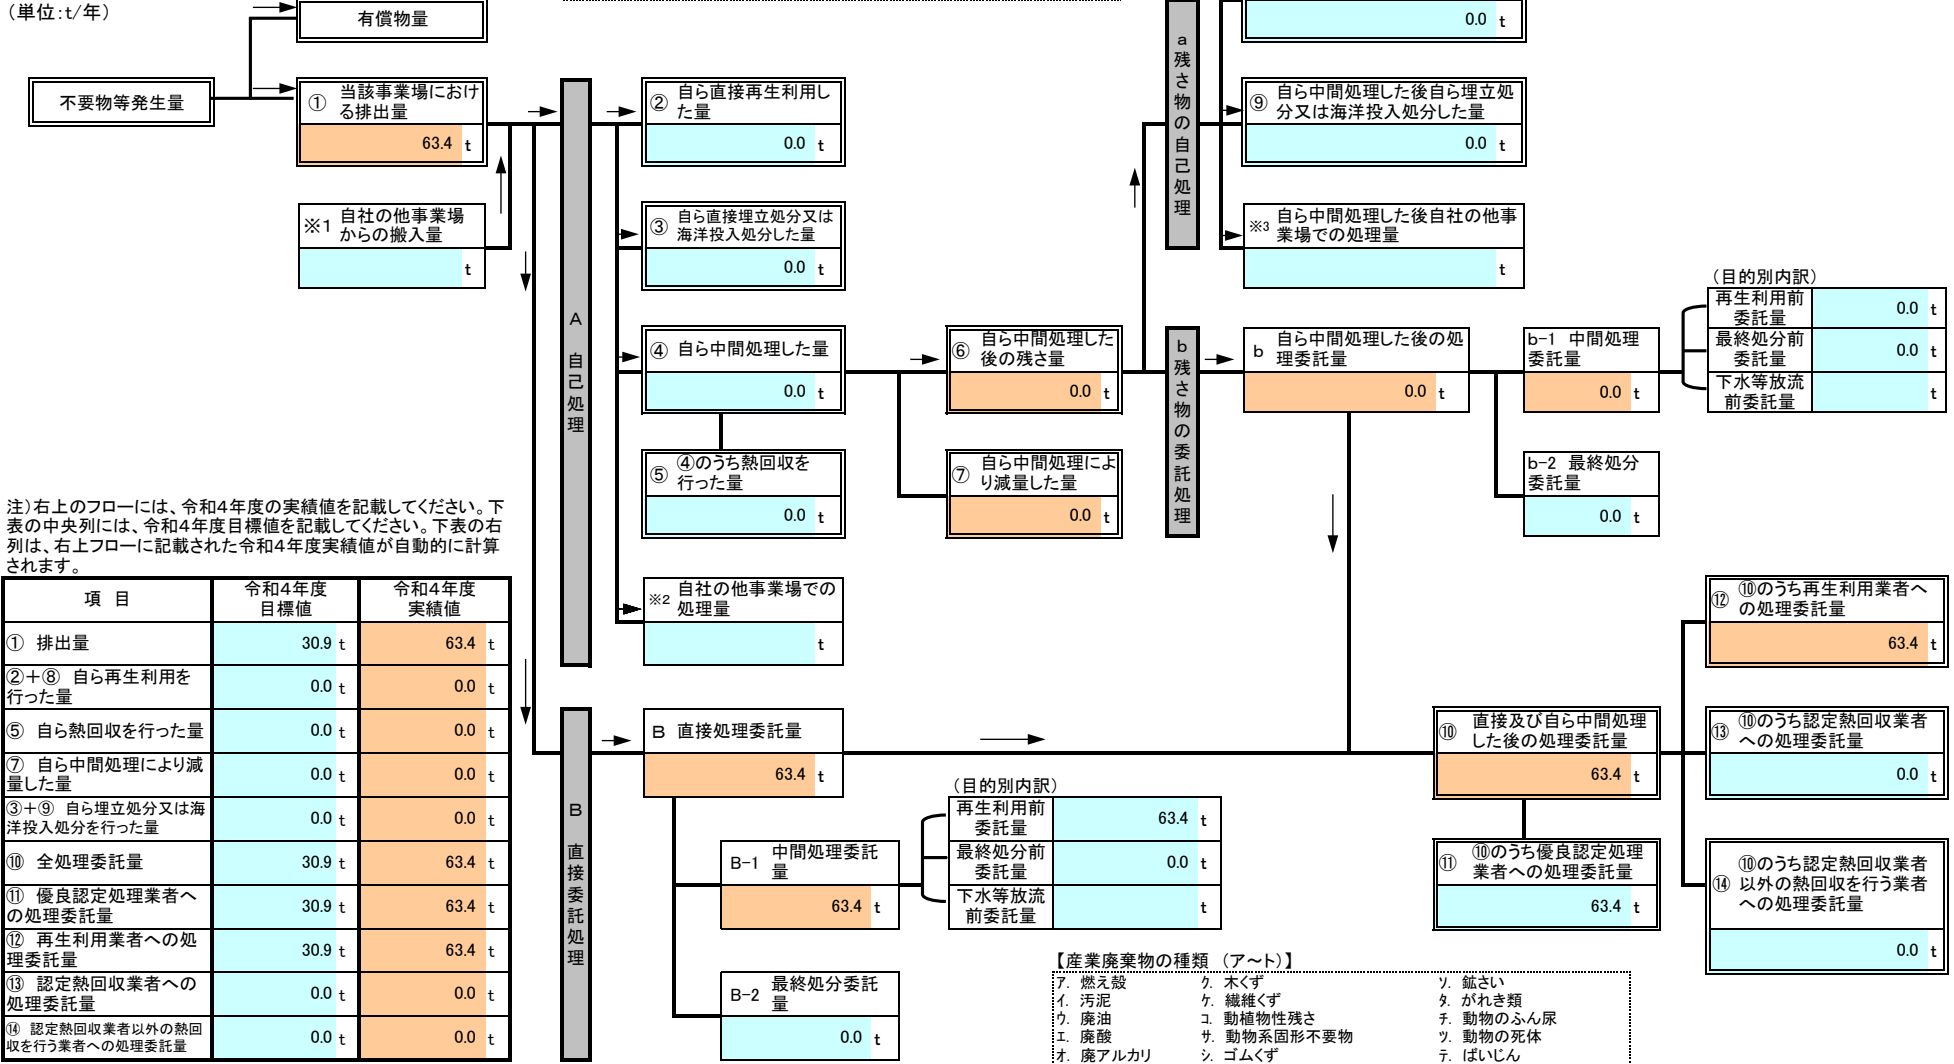 （単位：t/年）
有償物量
不要物等発生量
① 当該事業場におけ
る排出量
63.4 t
※1 自社の他事業場
からの搬入量
t
A 自己処理
② 自ら直接再生利用し
た量
0.0 t
③ 自ら直接埋立処分又は
海洋投入処分した量
0.0 t
④ 自ら中間処理した量
0.0 t
⑤ ④のうち熱回収を
行った量
0.0 t
※2 自社の他事業場での
処理量
t
⑥ 自ら中間処理した
後の残さ量
0.0 t
⑦ 自ら中間処理によ
り減量した量
0.0 t
a 残さ物の自己処理
0.0 t
⑨ 自ら中間処理した後自ら埋立処
分又は海洋投入処分した量
0.0 t
※3 自ら中間処理した後自社の他事
業場での処理量
t
b 残さ物の委託処理
b 自ら中間処理した後の処
理委託量
0.0 t
b-1 中間処理
委託量
0.0 t
b-2 最終処分
委託量
0.0 t
（目的別内訳）
再生利用前
委託量
0.0 t
最終処分前
委託量
0.0 t
下水等放流
前委託量
t
注）右上のフローには、令和4年度の実績値を記載してください。下
表の中央列には、令和4年度目標値を記載してください。下表の右
列は、右上フローに記載された令和4年度実績値が自動的に計算
されます。
項 目 令和4年度 令和4年度
目標値 実績値
① 排出量 30.9 t 63.4 t
②＋⑧ 自ら再生利用を
行った量 0.0 t 0.0 t
⑤ 自ら熱回収を行った量 0.0 t 0.0 t
⑦ 自ら中間処理により減
量した量 0.0 t 0.0 t
③＋⑨ 自ら埋立処分又は海
洋投入処分を行った量 0.0 t 0.0 t
⑩ 全処理委託量 30.9 t 63.4 t
⑪ 優良認定処理業者へ
の処理委託量 30.9 t 63.4 t
⑫ 再生利用業者への処
理委託量 30.9 t 63.4 t
⑬ 認定熱回収業者への
処理委託量 0.0 t 0.0 t
⑭ 認定熱回収業者以外の熱回
収を行う業者への処理委託量 0.0 t 0.0 t
B 直接委託処理
B 直接処理委託量
63.4 t
B-1 中間処理委託
量
63.4 t
B-2 最終処分委託
量
0.0 t
（目的別内訳）
再生利用前
委託量
63.4 t
最終処分前
委託量
0.0 t
下水等放流
前委託量
t
⑩ 直接及び自ら中間処理
した後の処理委託量
63.4 t
⑪ ⑩のうち優良認定処理
業者への処理委託量
63.4 t
⑫ ⑩のうち再生利用業者へ
の処理委託量
63.4 t
⑬ ⑩のうち認定熱回収業者
への処理委託量
0.0 t
⑭ ⑩のうち認定熱回収業者
以外の熱回収を行う業者
への処理委託量
0.0 t
【産業廃棄物の種類 （ア～ト）】
ア. 燃え殻 ク. 木くず ソ. 鉱さい
イ. 汚泥 ケ. 繊維くず タ. がれき類
ウ. 廃油 コ. 動植物性残さ チ. 動物のふん尿
エ. 廃酸 サ. 動物系固形不要物 ツ. 動物の死体
オ. 廃アルカリ シ. ゴムくず テ. ばいじん